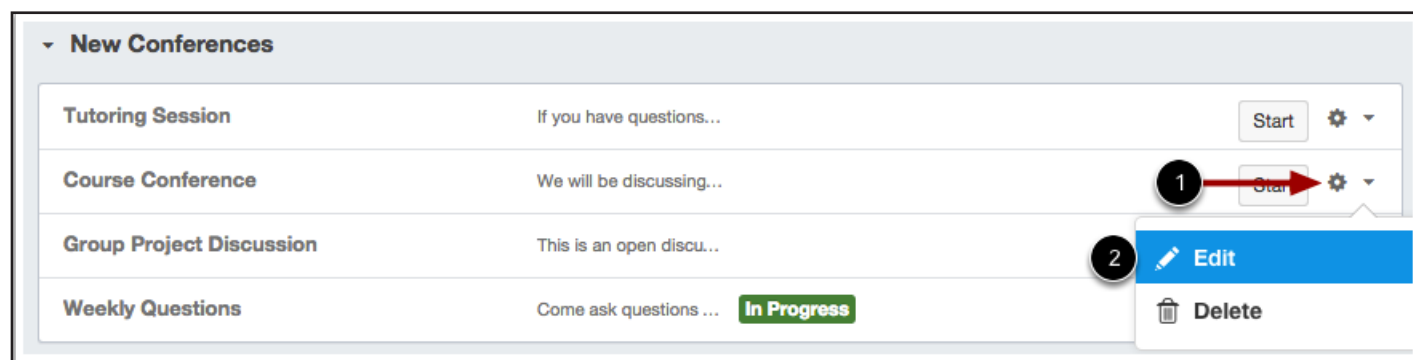 New Conferences
Tutoring Session If you have questions... Start
Course Conference We will be discussing... 1 Start
Group Project Discussion This is an open discu... 2 Edit
Weekly Questions Come ask questions ... In Progress Delete